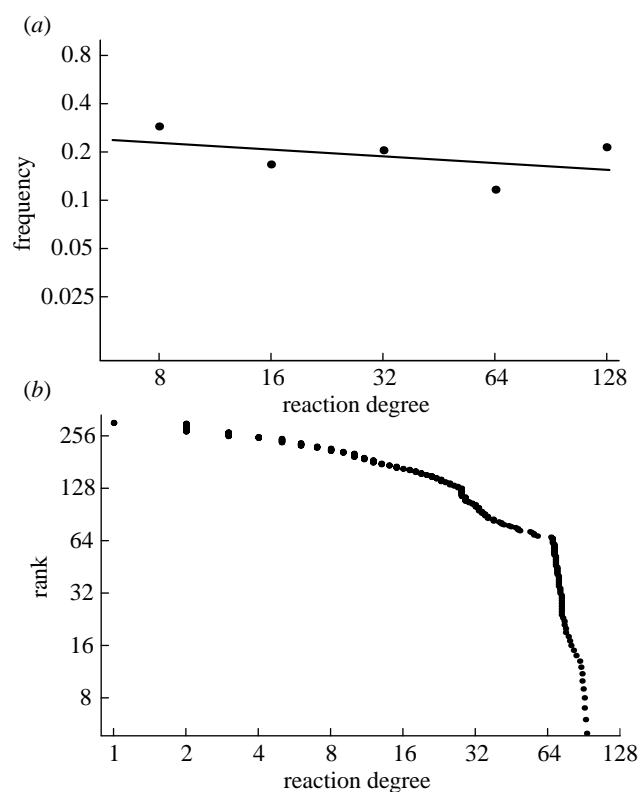 (a)
0.8
0.4
0.2
0.1
0.05
0.025
frequency
8 16 32 64 128
reaction degree
(b)
256
128
64
32
16
8
rank
1 2 4 8 16 32 64 128
reaction degree